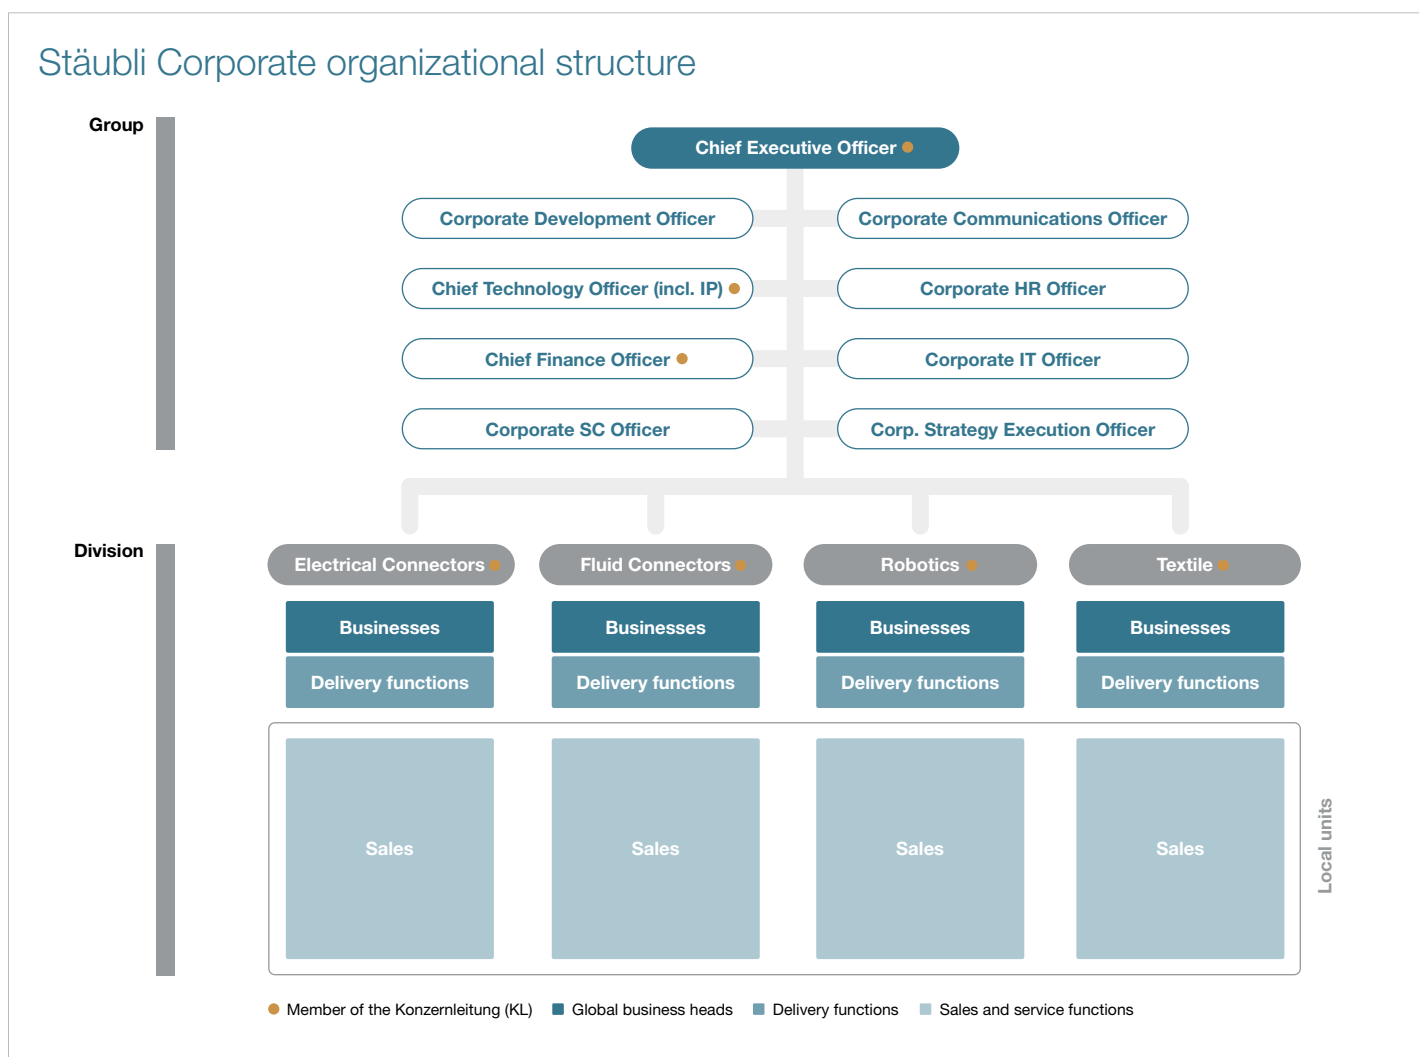 Stäubli Corporate organizational structure
Group
Chief Executive Officer
Corporate Development Officer
Corporate Communications Officer
Chief Technology Officer (incl. IP)
Corporate HR Officer
Chief Finance Officer
Corporate IT Officer
Corporate SC Officer
Corp. Strategy Execution Officer
Division
Electrical Connectors
Fluid Connectors
Robotics
Textile
Businesses
Businesses
Businesses
Businesses
Delivery functions
Delivery functions
Delivery functions
Delivery functions
Sales
Sales
Sales
Sales
Local units
Member of the Konzernleitung (KL)
Global business heads
Delivery functions
Sales and service functions